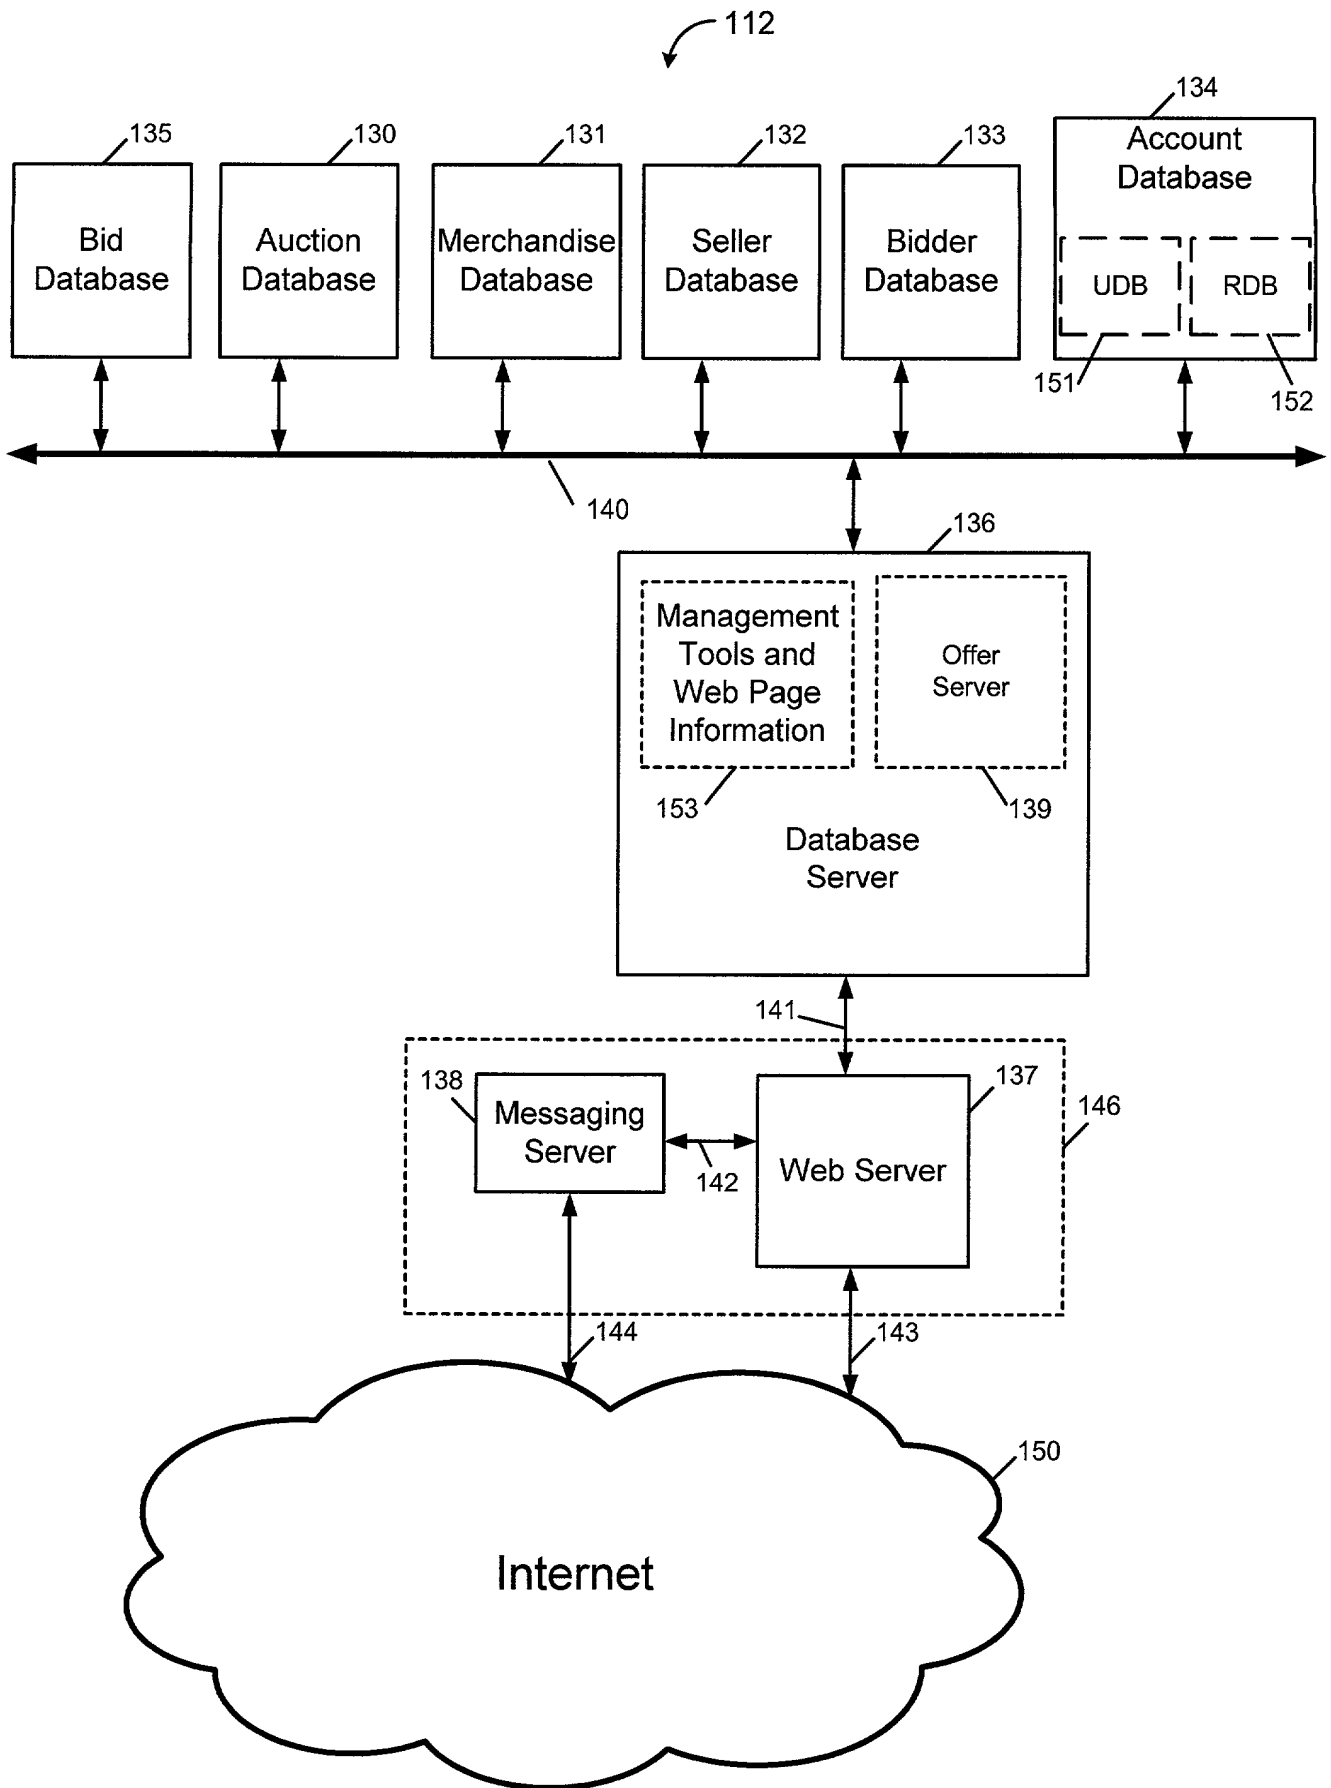 112
135
130
131
132
133
134
Bid
Database
Auction
Database
Merchandise
Database
Seller
Database
Bidder
Database
Account
Database
UDB
RDB
151
152
140
136
Management
Tools and
Web Page
Information
Offer
Server
153
139
Database
Server
141
138
137
146
Messaging
Server
142
Web Server
144
143
150
Internet